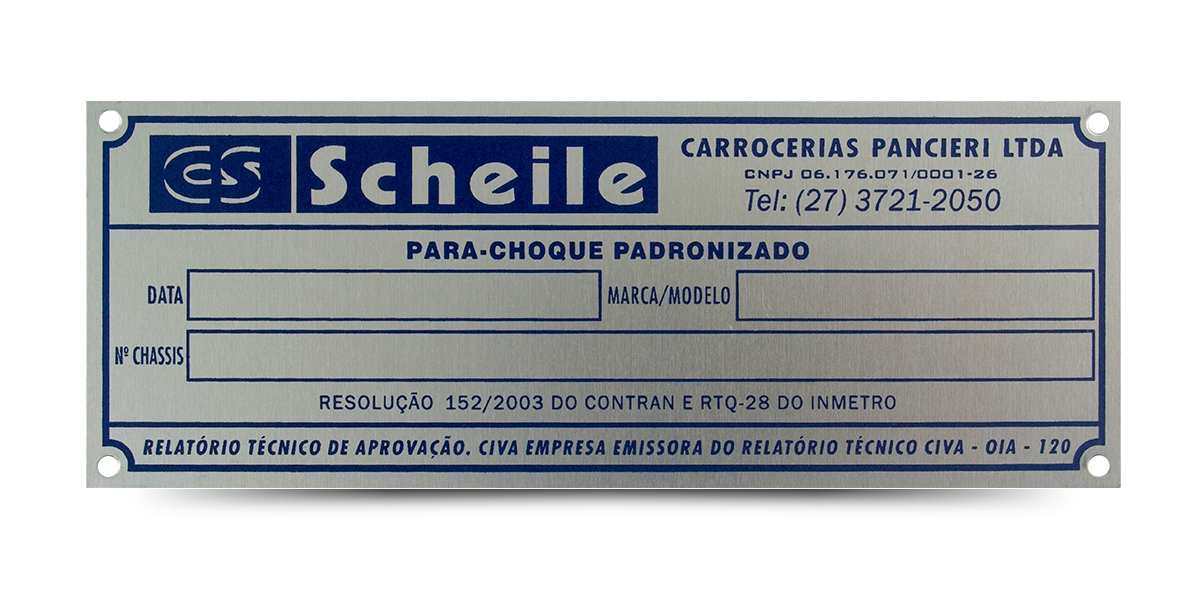 CS Scheile
CARROCERIAS PANCIERI LTDA
CNPJ 06.176.071/0001-26
Tel: (27) 3721-2050
PARA-CHOQUE PADRONIZADO
DATA MARCA/MODELO
Nº CHASSIS
RESOLUÇÃO 152/2003 DO CONTRAN E RTQ-28 DO INMETRO
RELATÓRIO TÉCNICO DE APROVAÇÃO. CIVA EMPRESA EMISSORA DO RELATÓRIO TÉCNICO CIVA - OIA - 120